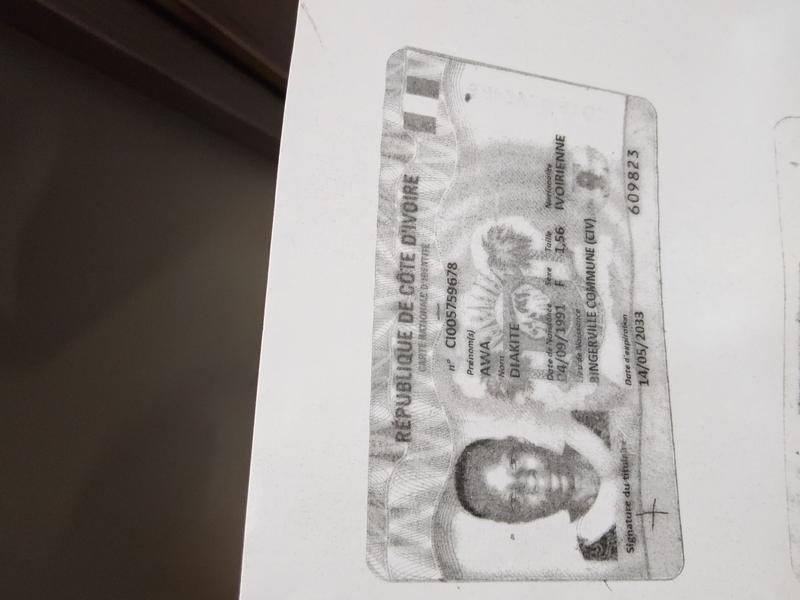 RÉPUBLIQUE DE CÔTE D'IVOIRE
CARTE NATIONALE D'IDENTITÉ
n° CI005759678
Prénom(s)
AWA
Nom
DIAKITE
Date de Naissance Sexe Taille Nationalité
04/09/1991 F 1,56 IVOIRIENNE
Lieu de Naissance
BINGERVILLE COMMUNE (CIV)
Date d'expiration
14/05/2033
609823
Signature du titulaire